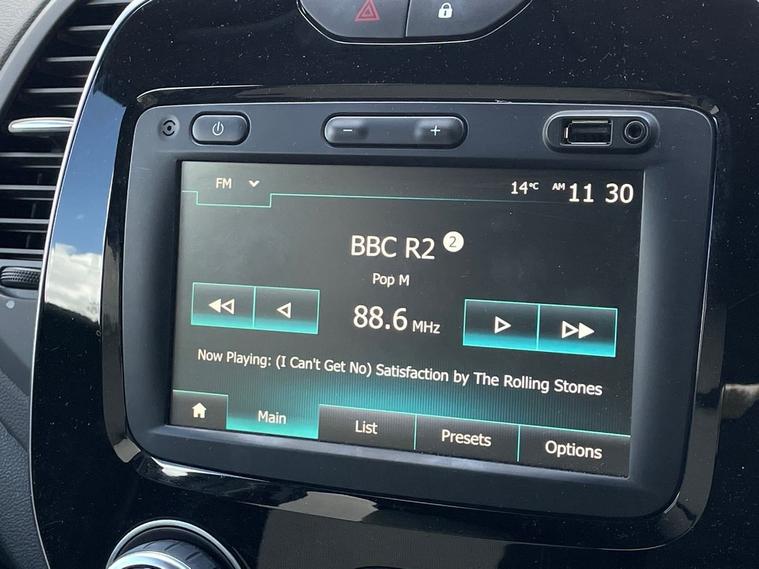 − +
FM 14°C AM 11 30
BBC R2 2
Pop M
88.6 MHz
Now Playing: (I Can't Get No) Satisfaction by The Rolling Stones
Main List Presets Options